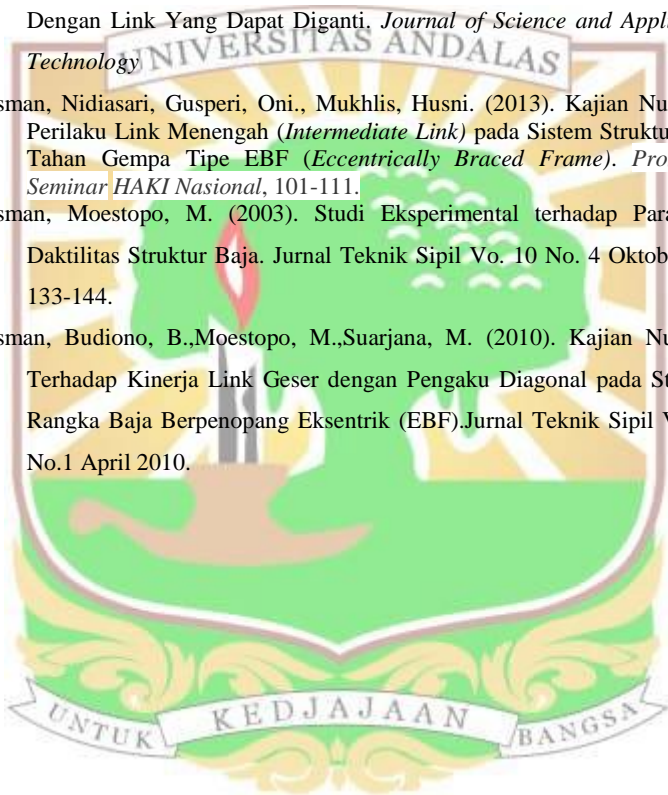 Dengan Link Yang Dapat Diganti. Journal of Science and Appli
Technology
UNIVERSITAS ANDALAS
sman, Nidiasari, Gusperi, Oni., Mukhlis, Husni. (2013). Kajian Nu
Perilaku Link Menengah (Intermediate Link) pada Sistem Struktu
Tahan Gempa Tipe EBF (Eccentrically Braced Frame). Pro
Seminar HAKI Nasional, 101-111.
sman, Moestopo, M. (2003). Studi Eksperimental terhadap Para
Daktilitas Struktur Baja. Jurnal Teknik Sipil Vo. 10 No. 4 Oktob
133-144.
sman, Budiono, B.,Moestopo, M.,Suarjana, M. (2010). Kajian Nu
Terhadap Kinerja Link Geser dengan Pengaku Diagonal pada St
Rangka Baja Berpenopang Eksentrik (EBF).Jurnal Teknik Sipil V
No.1 April 2010.
UNTUK KEDJAJAAN BANGSA